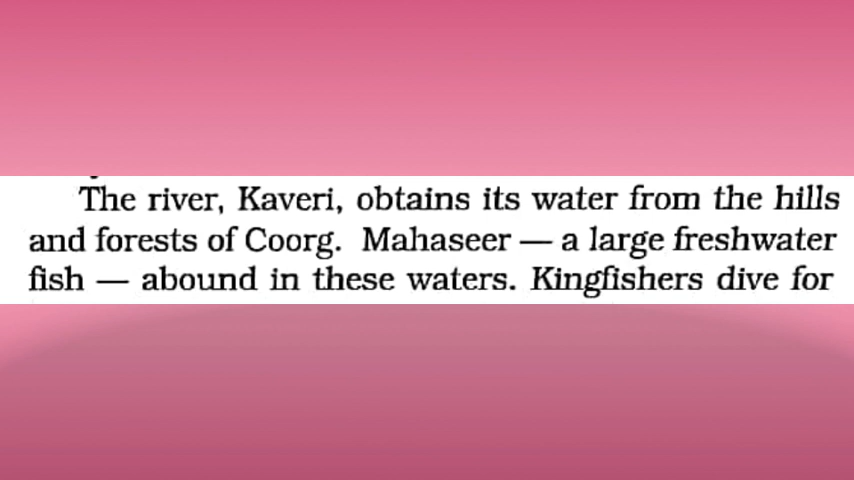 The river, Kaveri, obtains its water from the hills
and forests of Coorg. Mahaseer — a large freshwater
fish — abound in these waters. Kingfishers dive for